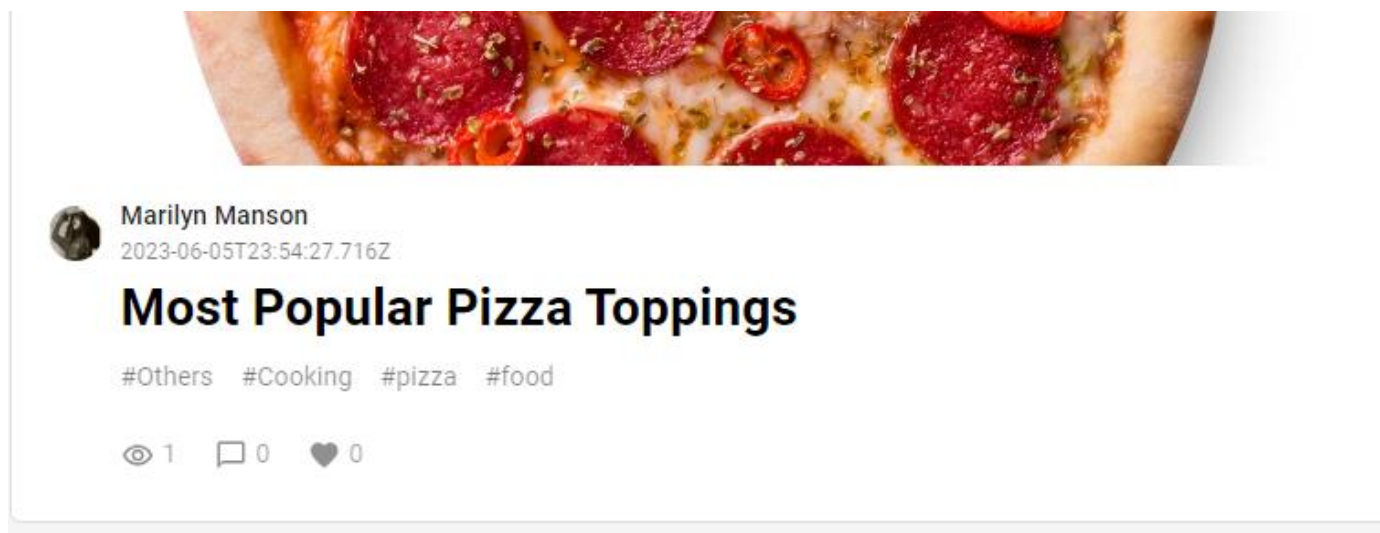 Marilyn Manson
2023-06-05T23:54:27.716Z
Most Popular Pizza Toppings
#Others #Cooking #pizza #food
1 0 0